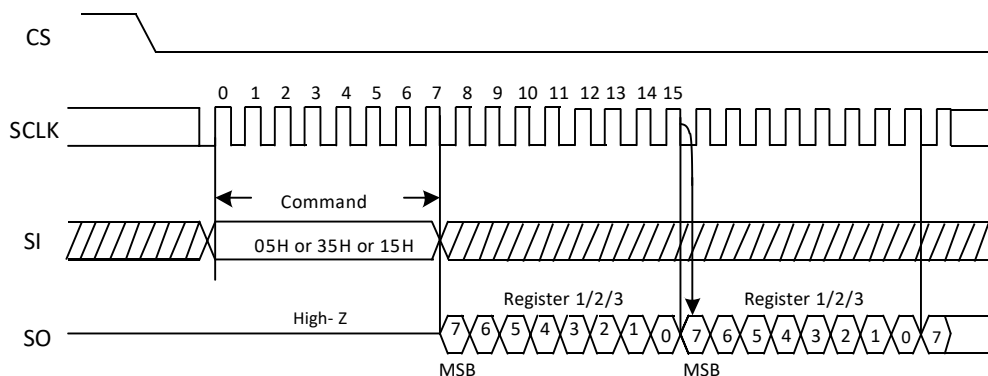 CS
0 1 2 3 4 5 6 7 8 9 10 11 12 13 14 15
SCLK
Command
SI
05H or 35H or 15H
Register 1/2/3 Register 1/2/3
High- Z
SO
7 6 5 4 3 2 1 0 7 6 5 4 3 2 1 0 7
MSB MSB